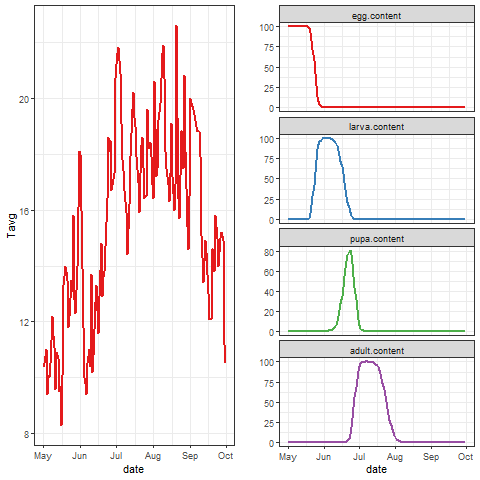 Tavg
20
16
12
8
May Jun Jul Aug Sep Oct
date
egg.content
100
75
50
25
0
larva.content
100
75
50
25
0
pupa.content
80
60
40
20
0
adult.content
100
75
50
25
0
May Jun Jul Aug Sep Oct
date